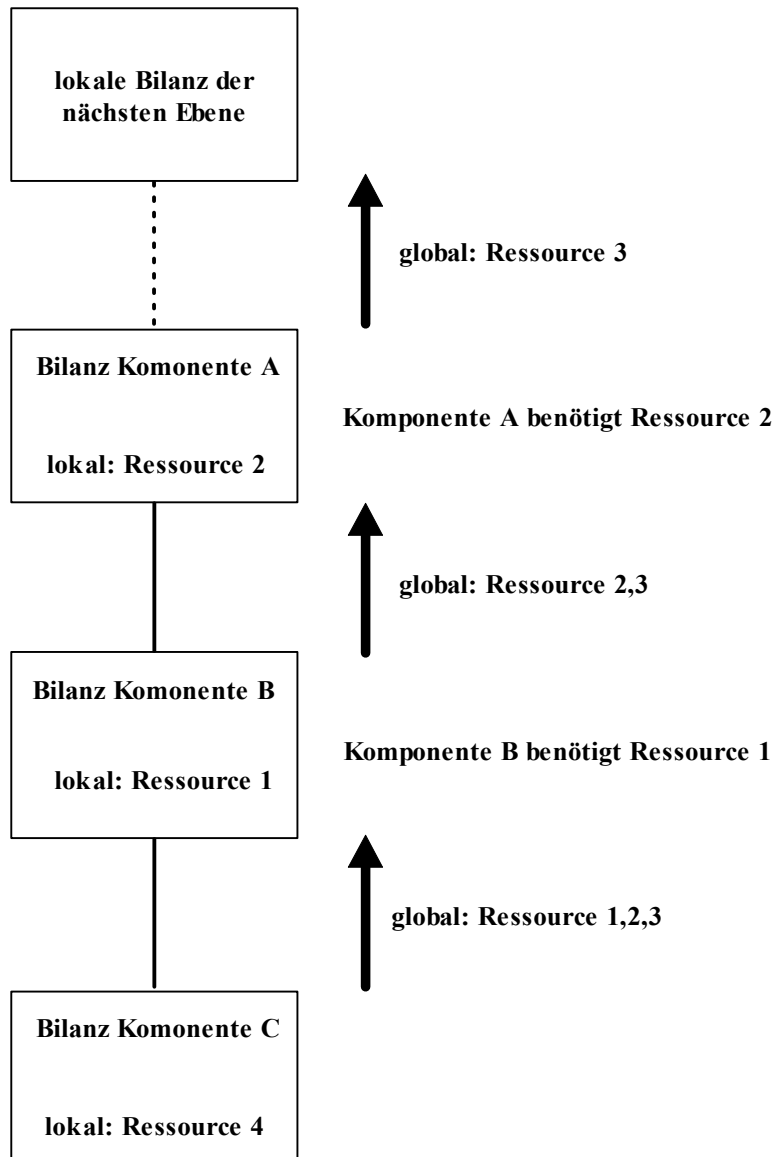 lokale Bilanz der
nächsten Ebene
global: Ressource 3
Bilanz Komonente A
Komponente A benötigt Ressource 2
lokal: Ressource 2
global: Ressource 2,3
Bilanz Komonente B
Komponente B benötigt Ressource 1
lokal: Ressource 1
global: Ressource 1,2,3
Bilanz Komonente C
lokal: Ressource 4